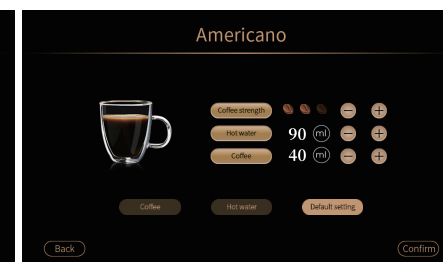 Americano
Coffee strength
Hot water 90 ml
Coffee 40 ml
Coffee Hot water Default setting
Back Confirm